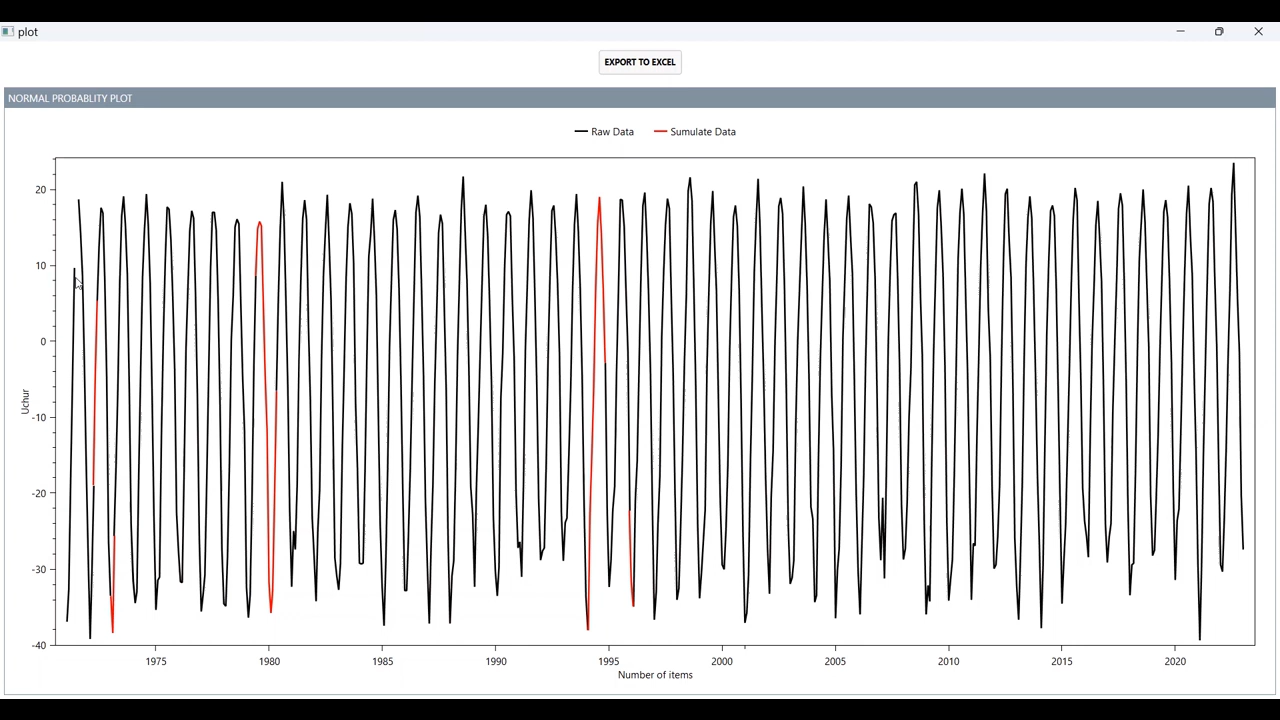 plot
EXPORT TO EXCEL
NORMAL PROBABLITY PLOT
Raw Data Sumulate Data
20
10
0
-10
-20
-30
-40
Uchur
1975 1980 1985 1990 1995 2000 2005 2010 2015 2020
Number of items